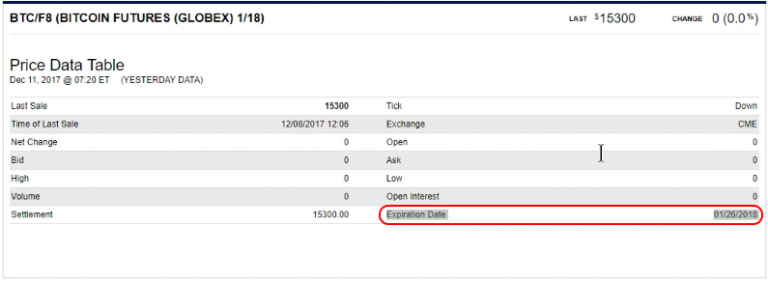 BTC/F8 (BITCOIN FUTURES (GLOBEX) 1/18) LAST $15300 CHANGE 0 (0.0%)
Price Data Table
Dec 11, 2017 @ 07:20 ET (YESTERDAY DATA)
Last Sale 15300 Tick Down
Time of Last Sale 12/08/2017 12:06 Exchange CME
Net Change 0 Open 0
Bid 0 Ask 0
High 0 Low 0
Volume 0 Open Interest 0
Settlement 15300.00 Expiration Date 01/26/2018